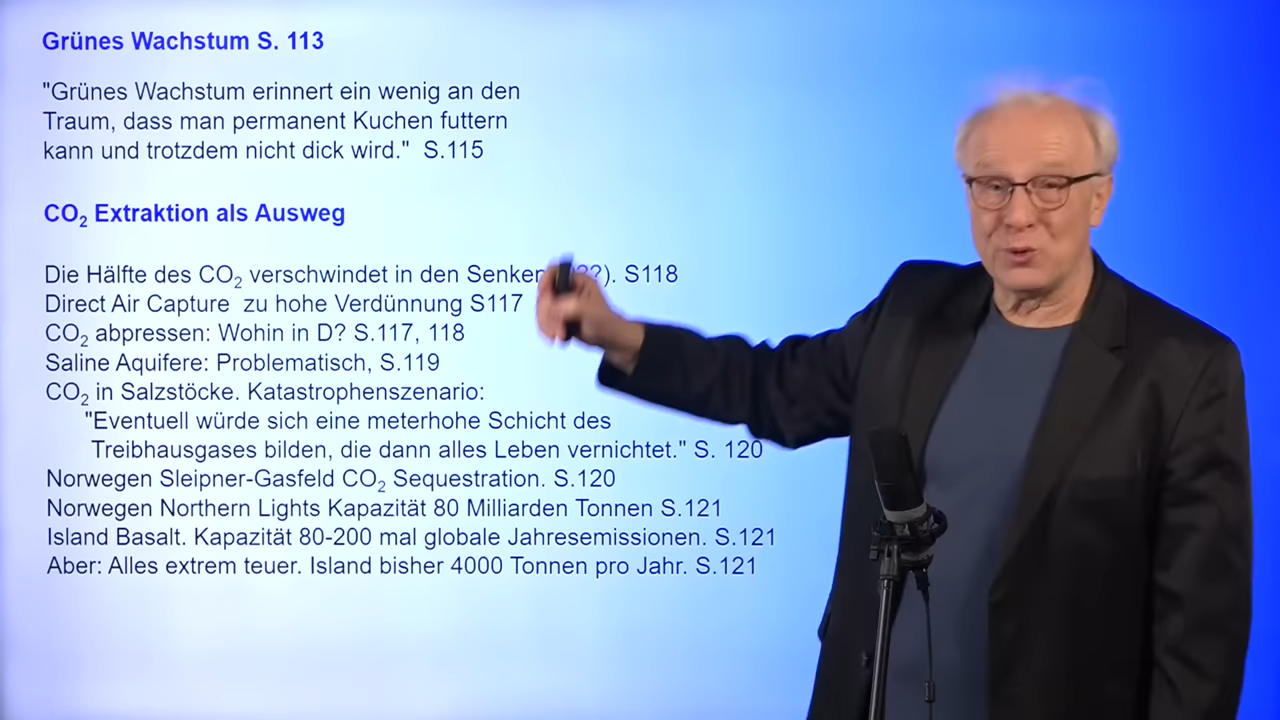 Grünes Wachstum S. 113
"Grünes Wachstum erinnert ein wenig an den
Traum, dass man permanent Kuchen futtern
kann und trotzdem nicht dick wird." S.115
CO₂ Extraktion als Ausweg
Die Hälfte des CO₂ verschwindet in den Senken ??). S118
Direct Air Capture zu hohe Verdünnung S117
CO₂ abpressen: Wohin in D? S.117, 118
Saline Aquifere: Problematisch, S.119
CO₂ in Salzstöcke. Katastrophenszenario:
"Eventuell würde sich eine meterhohe Schicht des
Treibhausgases bilden, die dann alles Leben vernichtet." S. 120
Norwegen Sleipner-Gasfeld CO₂ Sequestration. S.120
Norwegen Northern Lights Kapazität 80 Milliarden Tonnen S.121
Island Basalt. Kapazität 80-200 mal globale Jahresemissionen. S.121
Aber: Alles extrem teuer. Island bisher 4000 Tonnen pro Jahr. S.121